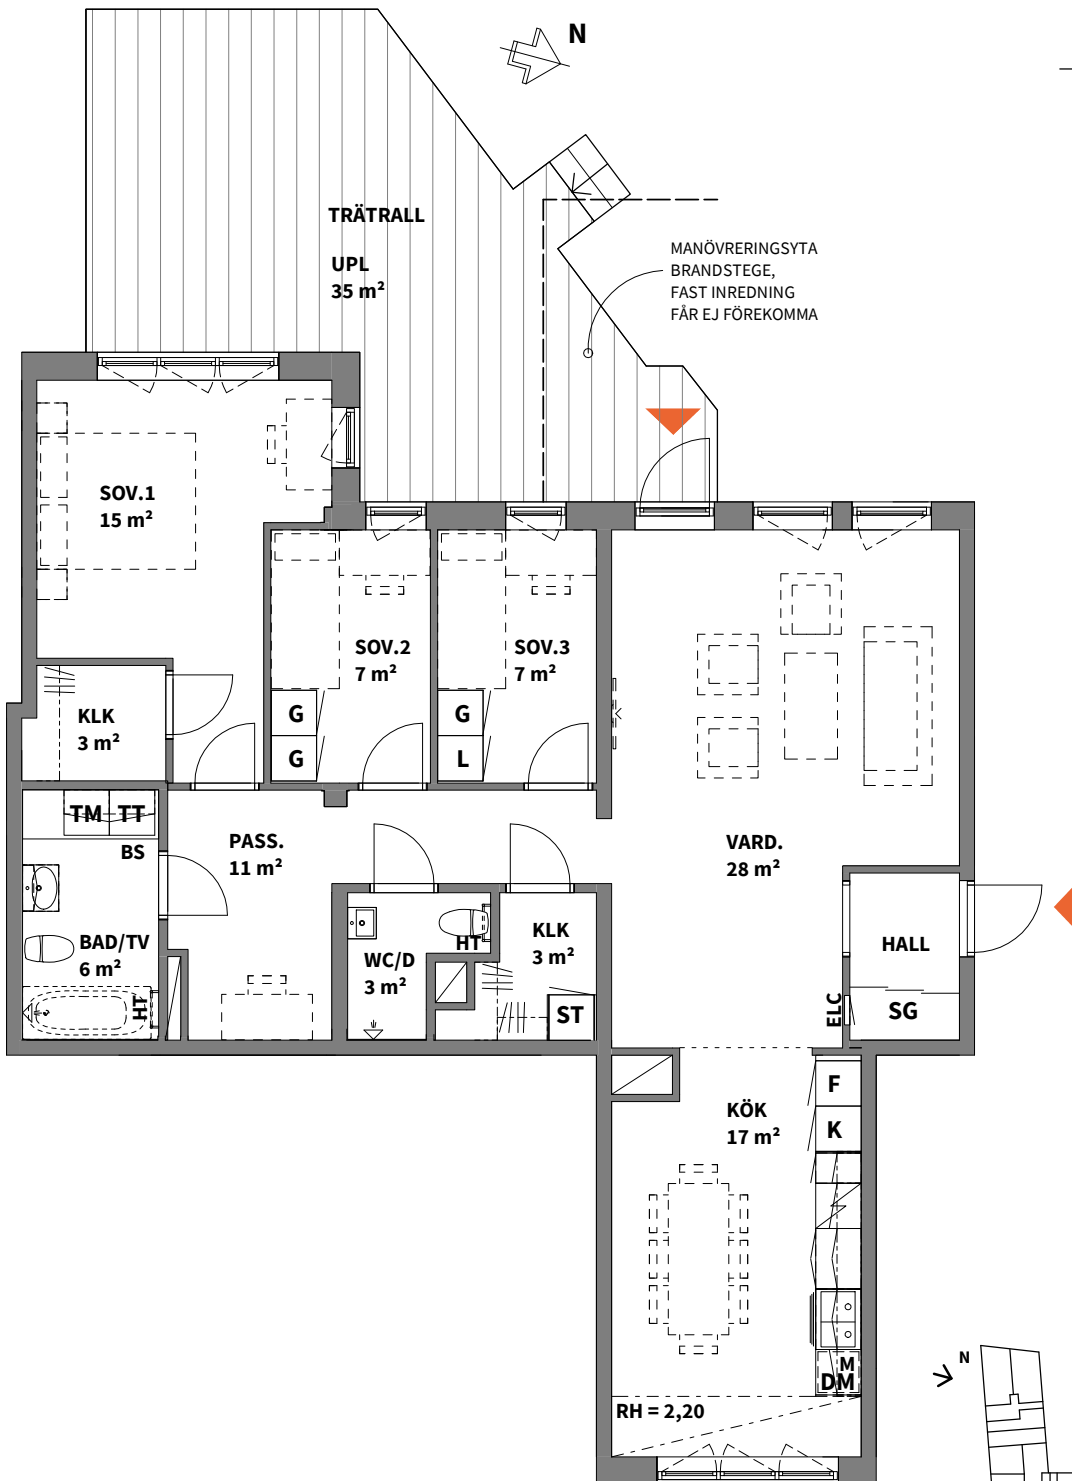 N
TRÄTRALL
UPL
35 m²
MANÖVRERINGSYTA
BRANDSTEGE,
FAST INREDNING
FÅR EJ FÖREKOMMA
SOV.1
15 m²
SOV.2
7 m²
SOV.3
7 m²
G
G
G
L
KLK
3 m²
TM TT
BS
PASS.
11 m²
VARD.
28 m²
BAD/TV
6 m²
HT
WC/D
3 m²
HT
KLK
3 m²
ST
HALL
ELC
SG
F
K
KÖK
17 m²
M
DM
RH = 2,20
N